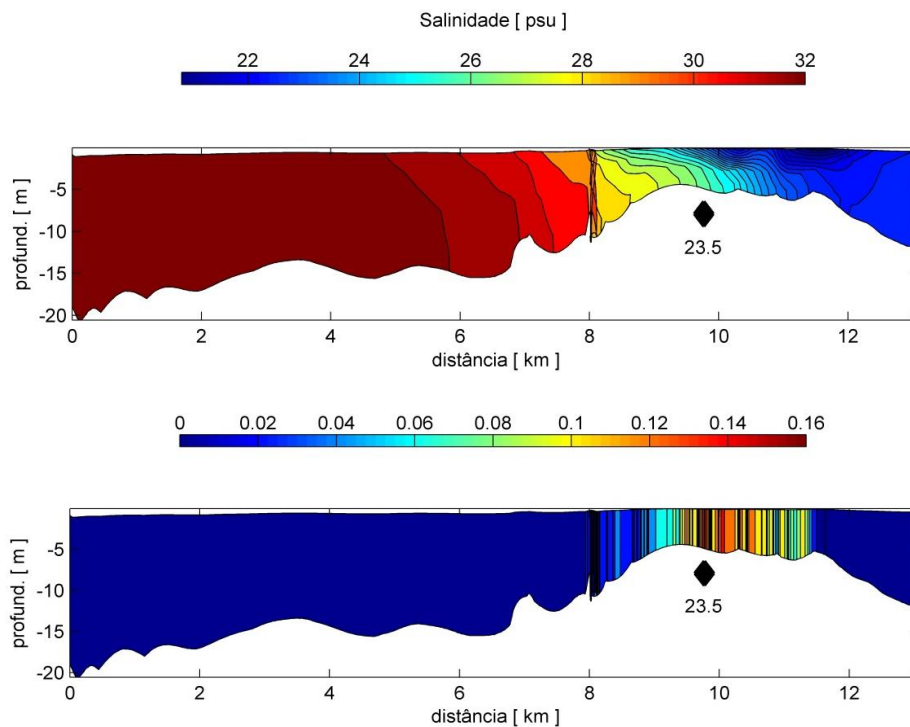 Salinidade [ psu ]
22 24 26 28 30 32
-5
-10
-15
-20
profund. [ m ]
23.5
0 2 4 6 8 10 12
distância [ km ]
0 0.02 0.04 0.06 0.08 0.1 0.12 0.14 0.16
-5
-10
-15
-20
profund. [ m ]
23.5
0 2 4 6 8 10 12
distância [ km ]